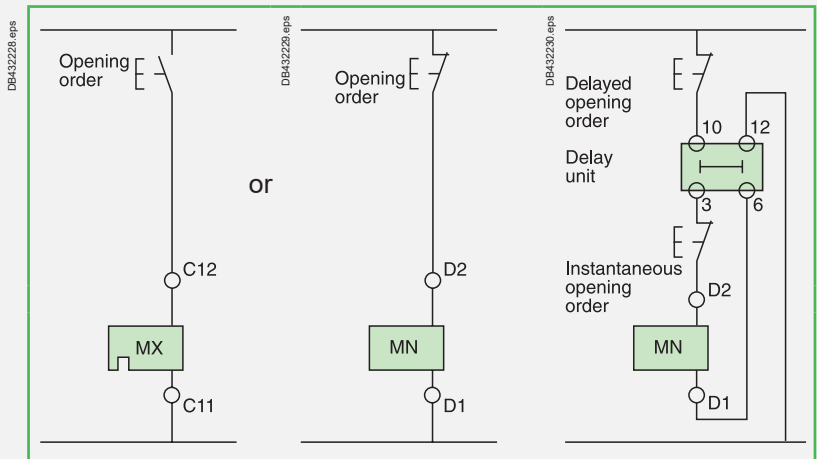 DB432228.eps
Opening
order
C12
MX
C11
or
DB432229.eps
Opening
order
D2
MN
D1
DB432230.eps
Delayed
opening
order
10
12
Delay
unit
3
6
Instantaneous
opening
order
D2
MN
D1